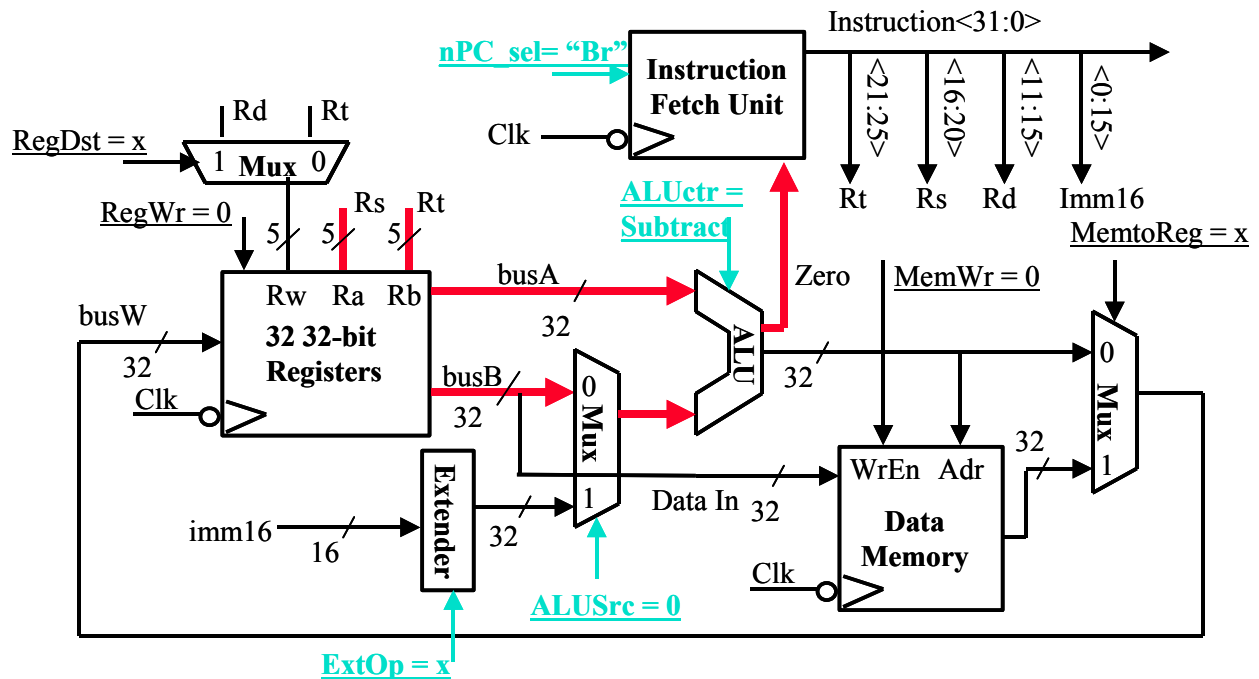 Instruction<31:0>
nPC_sel= “Br”
Instruction
Fetch Unit
<21:25>
<16:20>
<11:15>
<0:15>
Rd
Rt
Clk
RegDst = x
1
Mux
0
ALUctr =
Subtract
Rt
Rs
Rd
Imm16
RegWr = 0
Rs
Rt
MemtoReg = x
5
5
5
Zero
MemWr = 0
busA
Rw
Ra
Rb
busW
32
32 32-bit
Registers
32
ALU
32
0
Mux
1
busB
32
0
Mux
1
Clk
32
WrEn
Adr
Extender
Data In
32
imm16
16
32
Data
Memory
Clk
ALUSrc = 0
ExtOp = x